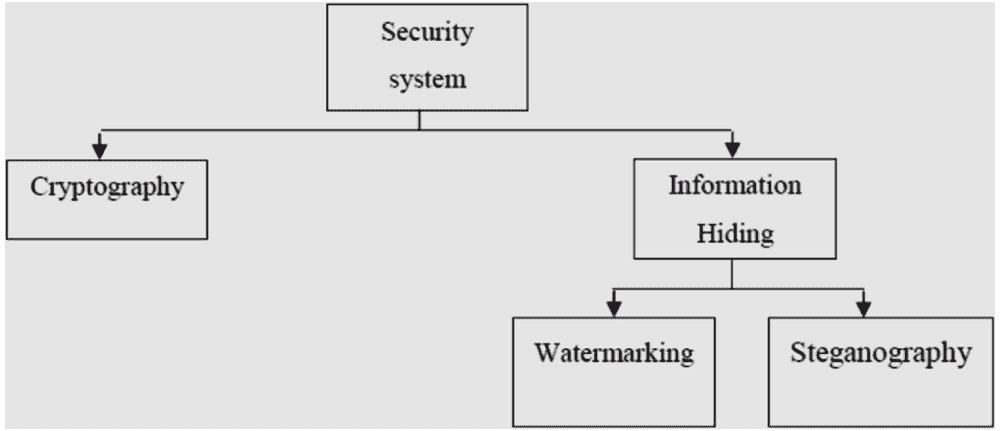 Security
system
Cryptography
Information
Hiding
Watermarking
Steganography